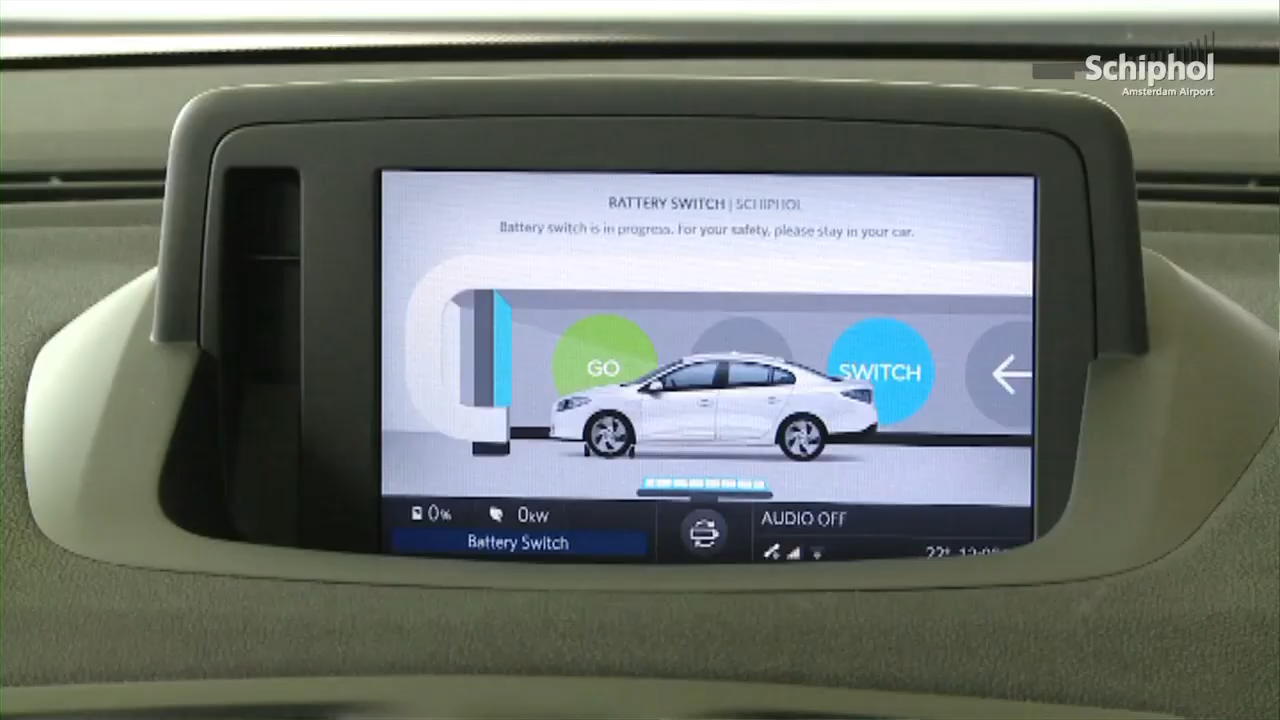 Schiphol
Amsterdam Airport
BATTERY SWITCH | SCHIPHOL
Battery switch is in progress. For your safety, please stay in your car.
GO
SWITCH
0%
0kW
AUDIO OFF
Battery Switch
22°